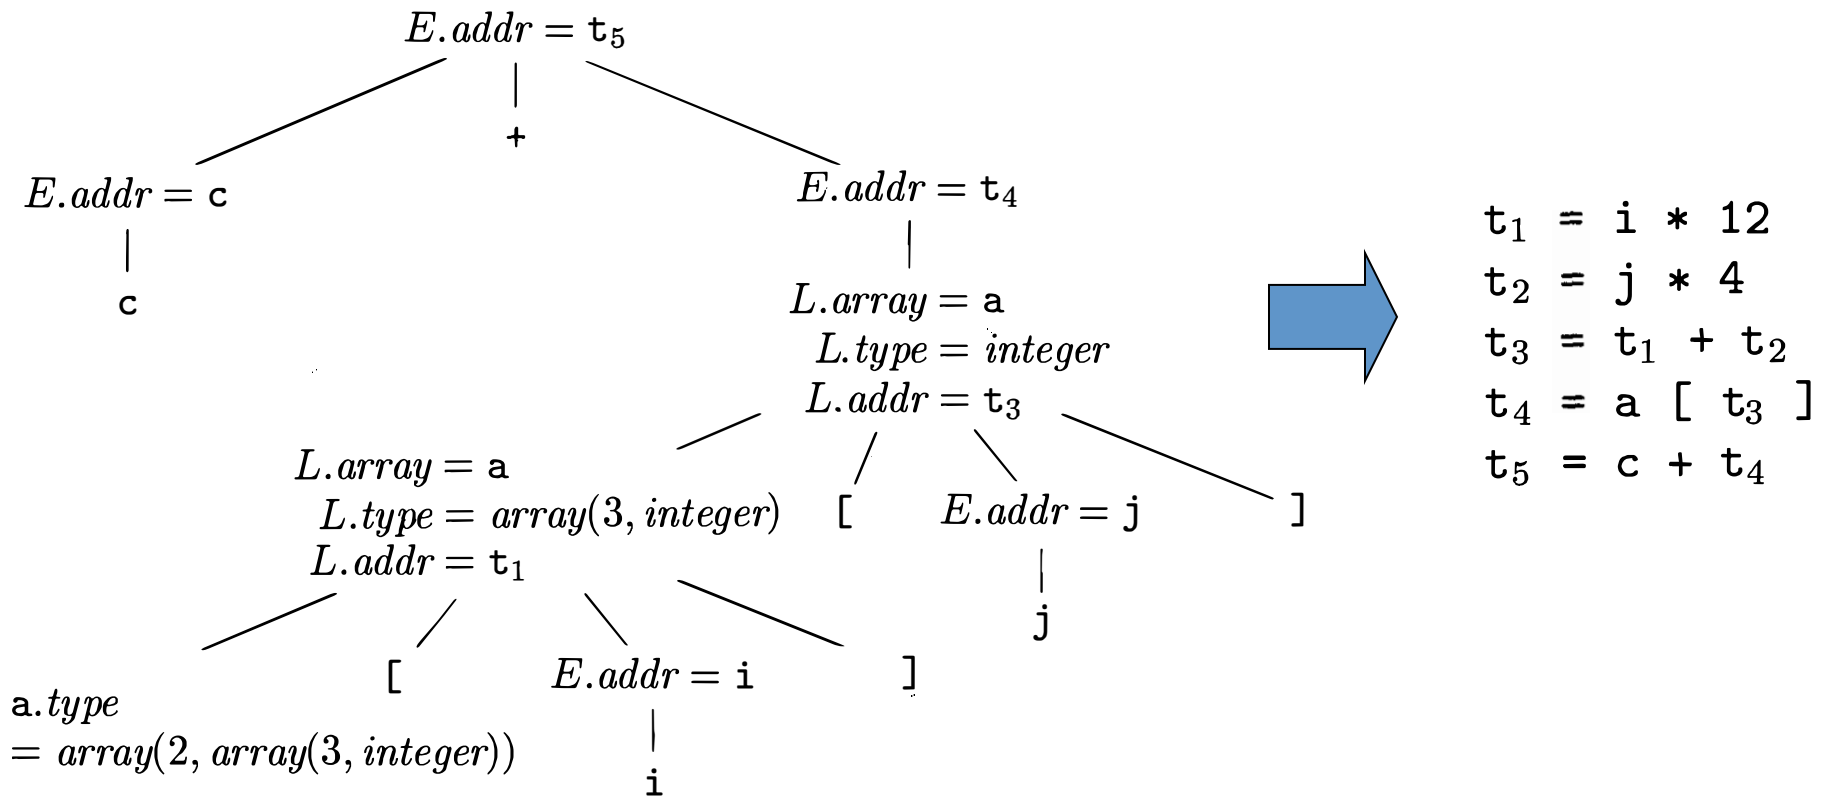 E.addr = t₅
+
E.addr = c
E.addr = t₄
c
L.array = a
L.type = integer
L.addr = t₃
L.array = a
L.type = array(3, integer)
L.addr = t₁
[
E.addr = j
]
j
a.type
= array(2, array(3, integer))
[
E.addr = i
]
i
t₁ = i * 12
t₂ = j * 4
t₃ = t₁ + t₂
t₄ = a [ t₃ ]
t₅ = c + t₄